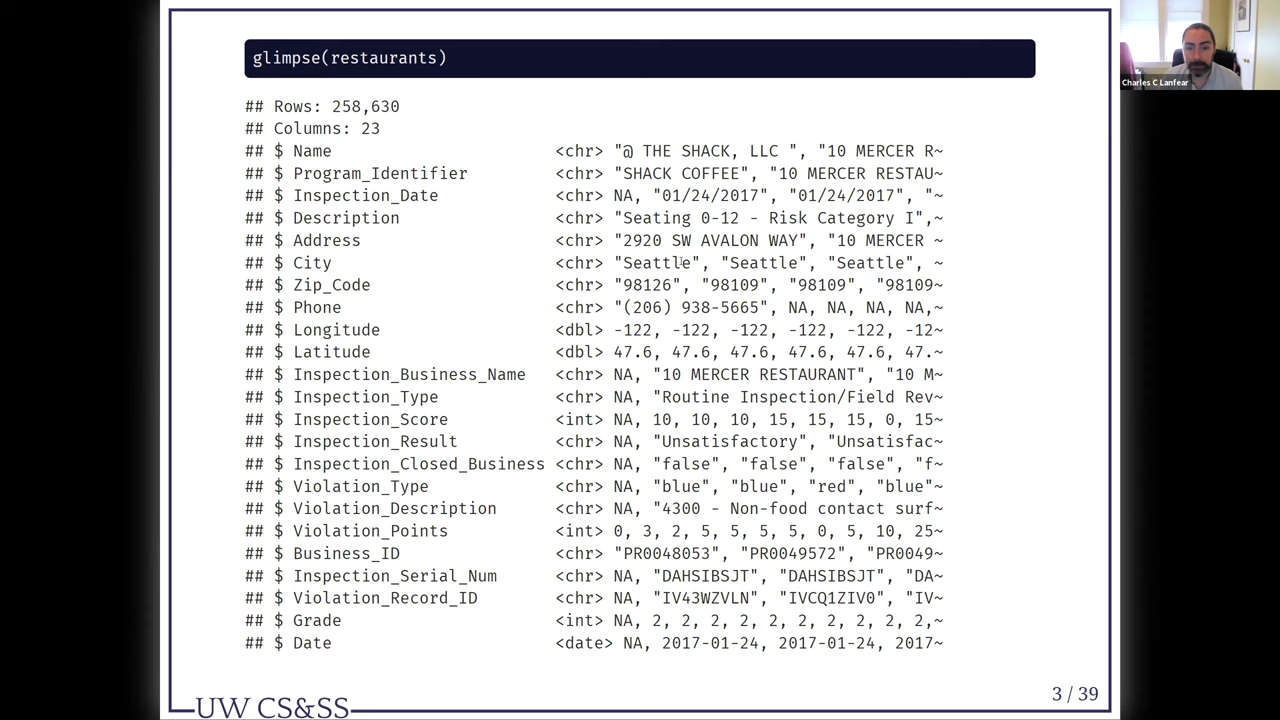 glimpse(restaurants)
## Rows: 258,630
## Columns: 23
## $ Name <chr> "@ THE SHACK, LLC ", "10 MERCER R~
## $ Program_Identifier <chr> "SHACK COFFEE", "10 MERCER RESTAU~
## $ Inspection_Date <chr> NA, "01/24/2017", "01/24/2017", "~
## $ Description <chr> "Seating 0-12 - Risk Category I",~
## $ Address <chr> "2920 SW AVALON WAY", "10 MERCER ~
## $ City <chr> "Seattle", "Seattle", "Seattle", ~
## $ Zip_Code <chr> "98126", "98109", "98109", "98109~
## $ Phone <chr> "(206) 938-5665", NA, NA, NA, NA,~
## $ Longitude <dbl> -122, -122, -122, -122, -122, -12~
## $ Latitude <dbl> 47.6, 47.6, 47.6, 47.6, 47.6, 47.~
## $ Inspection_Business_Name <chr> NA, "10 MERCER RESTAURANT", "10 M~
## $ Inspection_Type <chr> NA, "Routine Inspection/Field Rev~
## $ Inspection_Score <int> NA, 10, 10, 10, 15, 15, 15, 0, 15~
## $ Inspection_Result <chr> NA, "Unsatisfactory", "Unsatisfac~
## $ Inspection_Closed_Business <chr> NA, "false", "false", "false", "f~
## $ Violation_Type <chr> NA, "blue", "blue", "red", "blue"~
## $ Violation_Description <chr> NA, "4300 - Non-food contact surf~
## $ Violation_Points <int> 0, 3, 2, 5, 5, 5, 5, 0, 5, 10, 25~
## $ Business_ID <chr> "PR0048053", "PR0049572", "PR0049~
## $ Inspection_Serial_Num <chr> NA, "DAHSIBSJT", "DAHSIBSJT", "DA~
## $ Violation_Record_ID <chr> NA, "IV43WZVLN", "IVCQ1ZIV0", "IV~
## $ Grade <int> NA, 2, 2, 2, 2, 2, 2, 2, 2, 2, 2,~
## $ Date <date> NA, 2017-01-24, 2017-01-24, 2017~
UW CS&SS
3 / 39
Charles C Lanfear